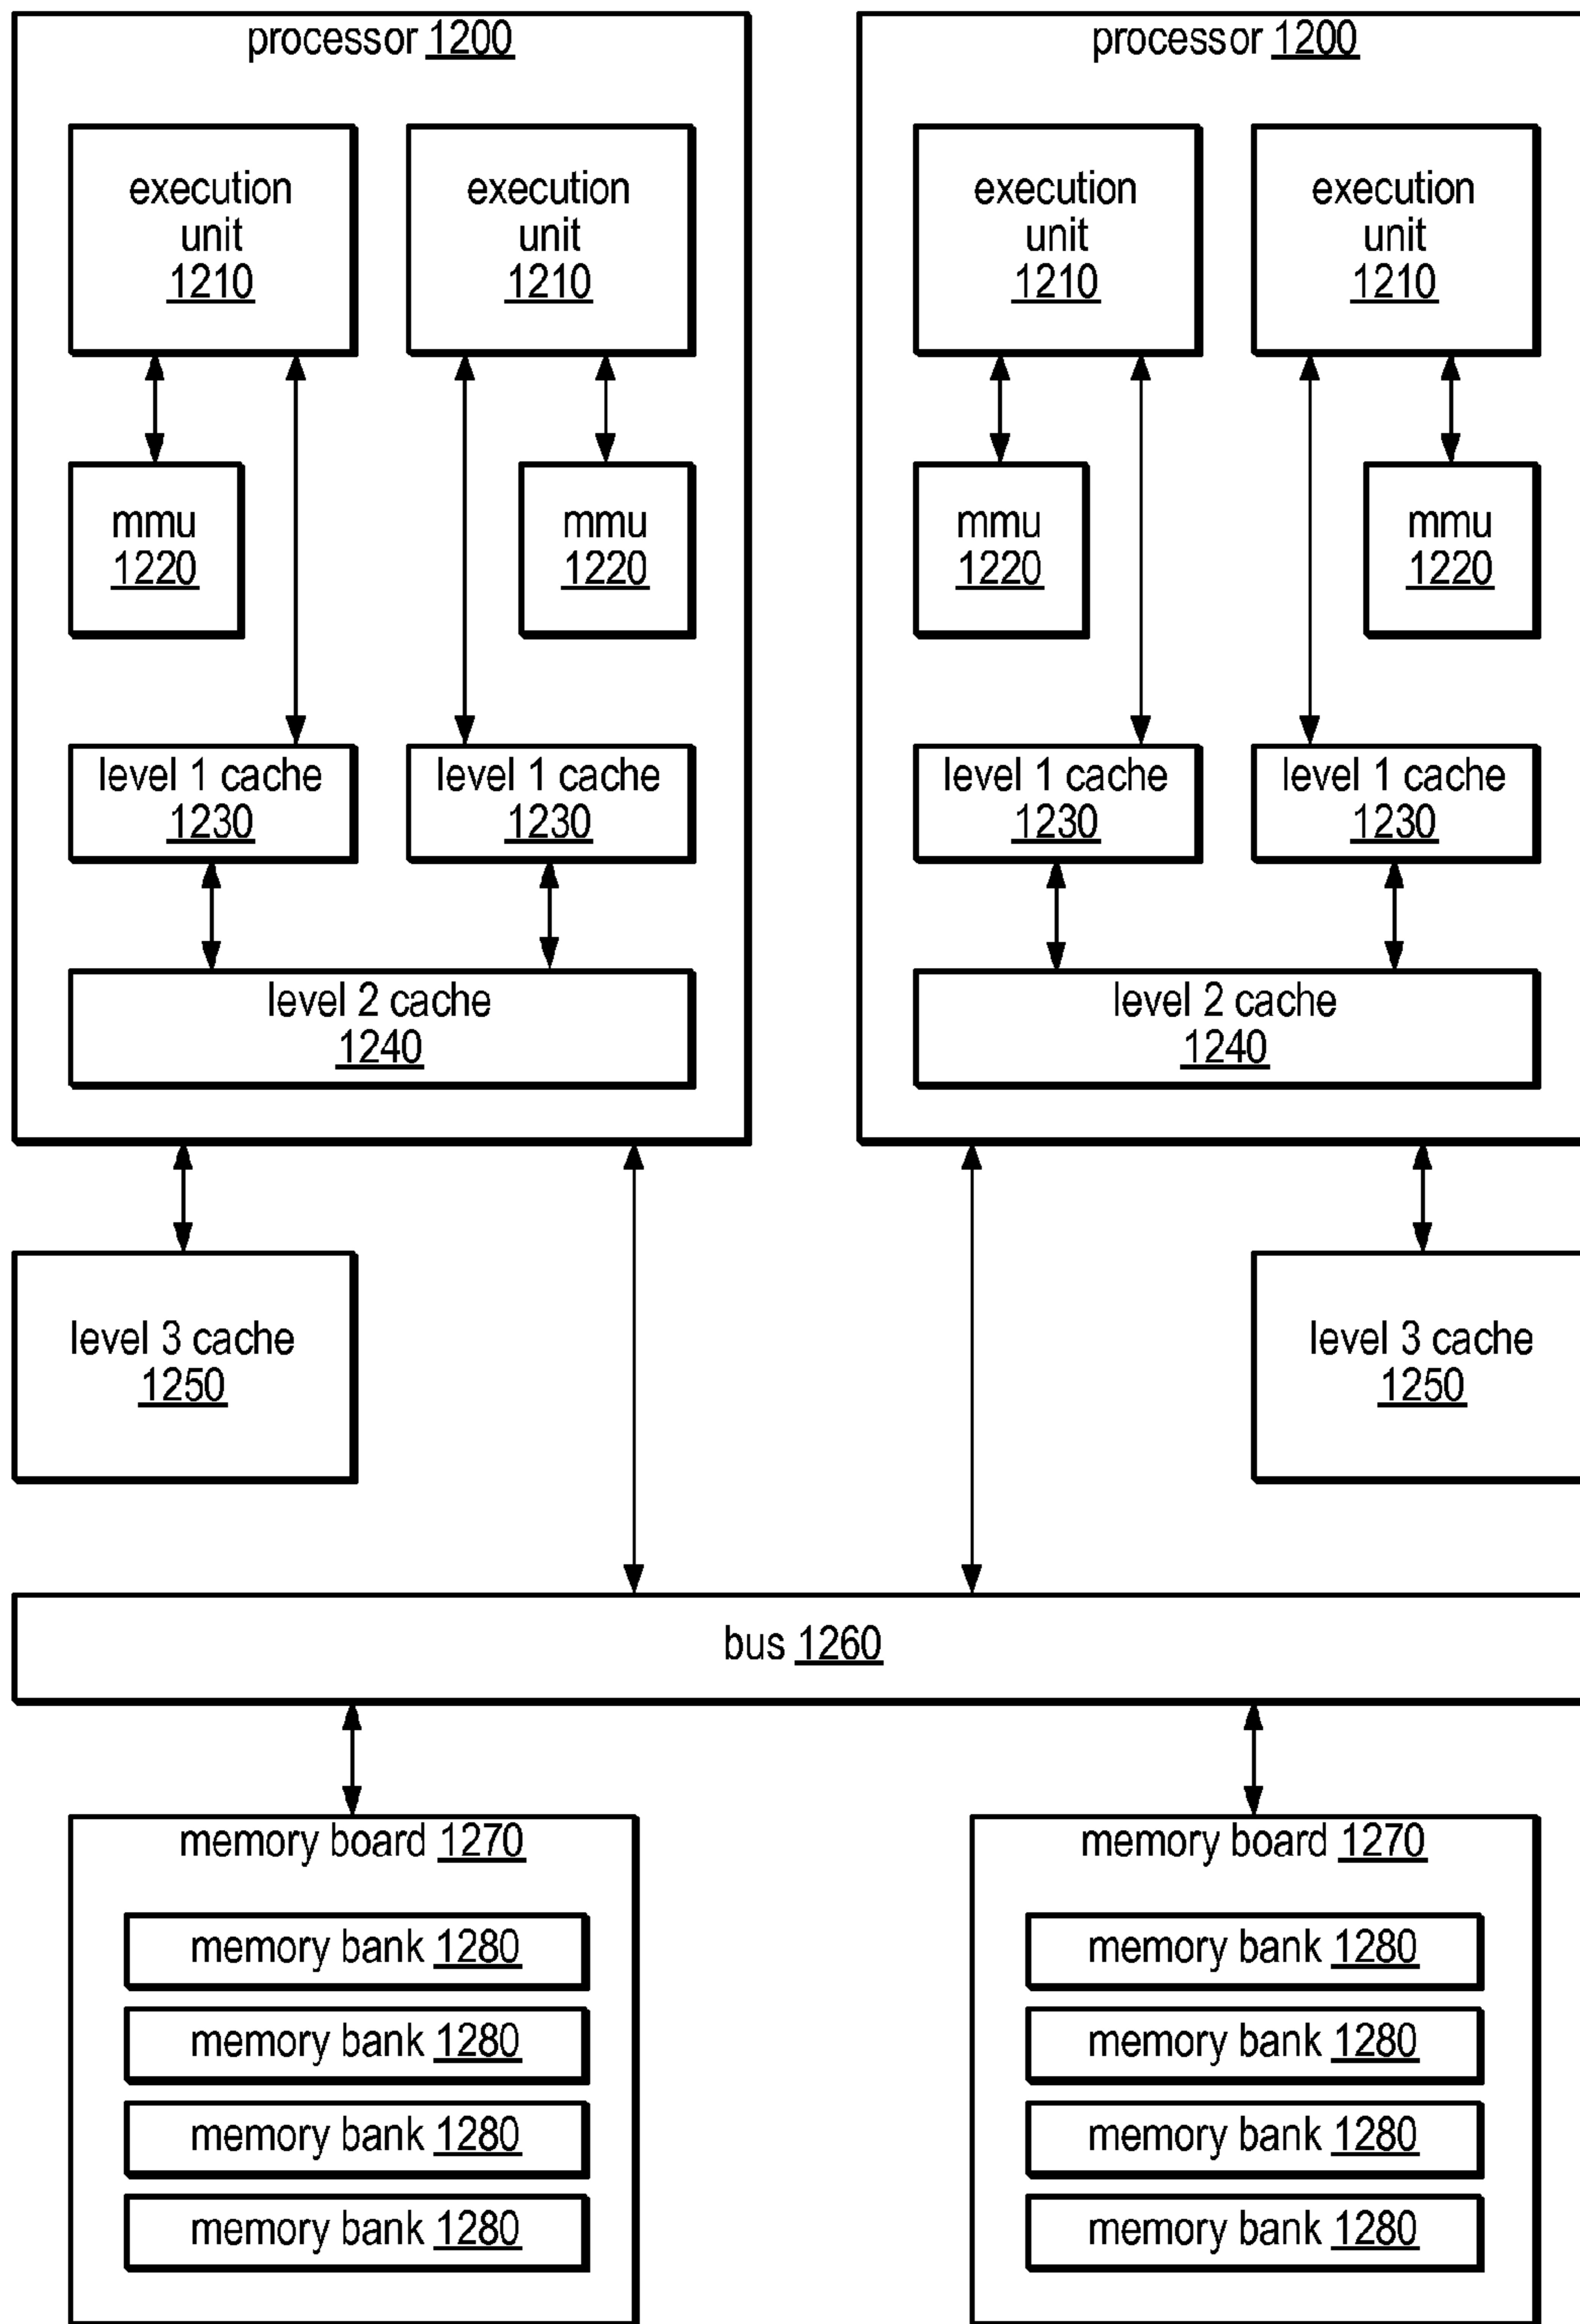 processor 1200
processor 1200
execution
unit
1210
execution
unit
1210
execution
unit
1210
execution
unit
1210
mmu
1220
mmu
1220
mmu
1220
mmu
1220
level 1 cache
1230
level 1 cache
1230
level 1 cache
1230
level 1 cache
1230
level 2 cache
1240
level 2 cache
1240
level 3 cache
1250
level 3 cache
1250
bus 1260
memory board 1270
memory bank 1280
memory bank 1280
memory bank 1280
memory bank 1280
memory board 1270
memory bank 1280
memory bank 1280
memory bank 1280
memory bank 1280